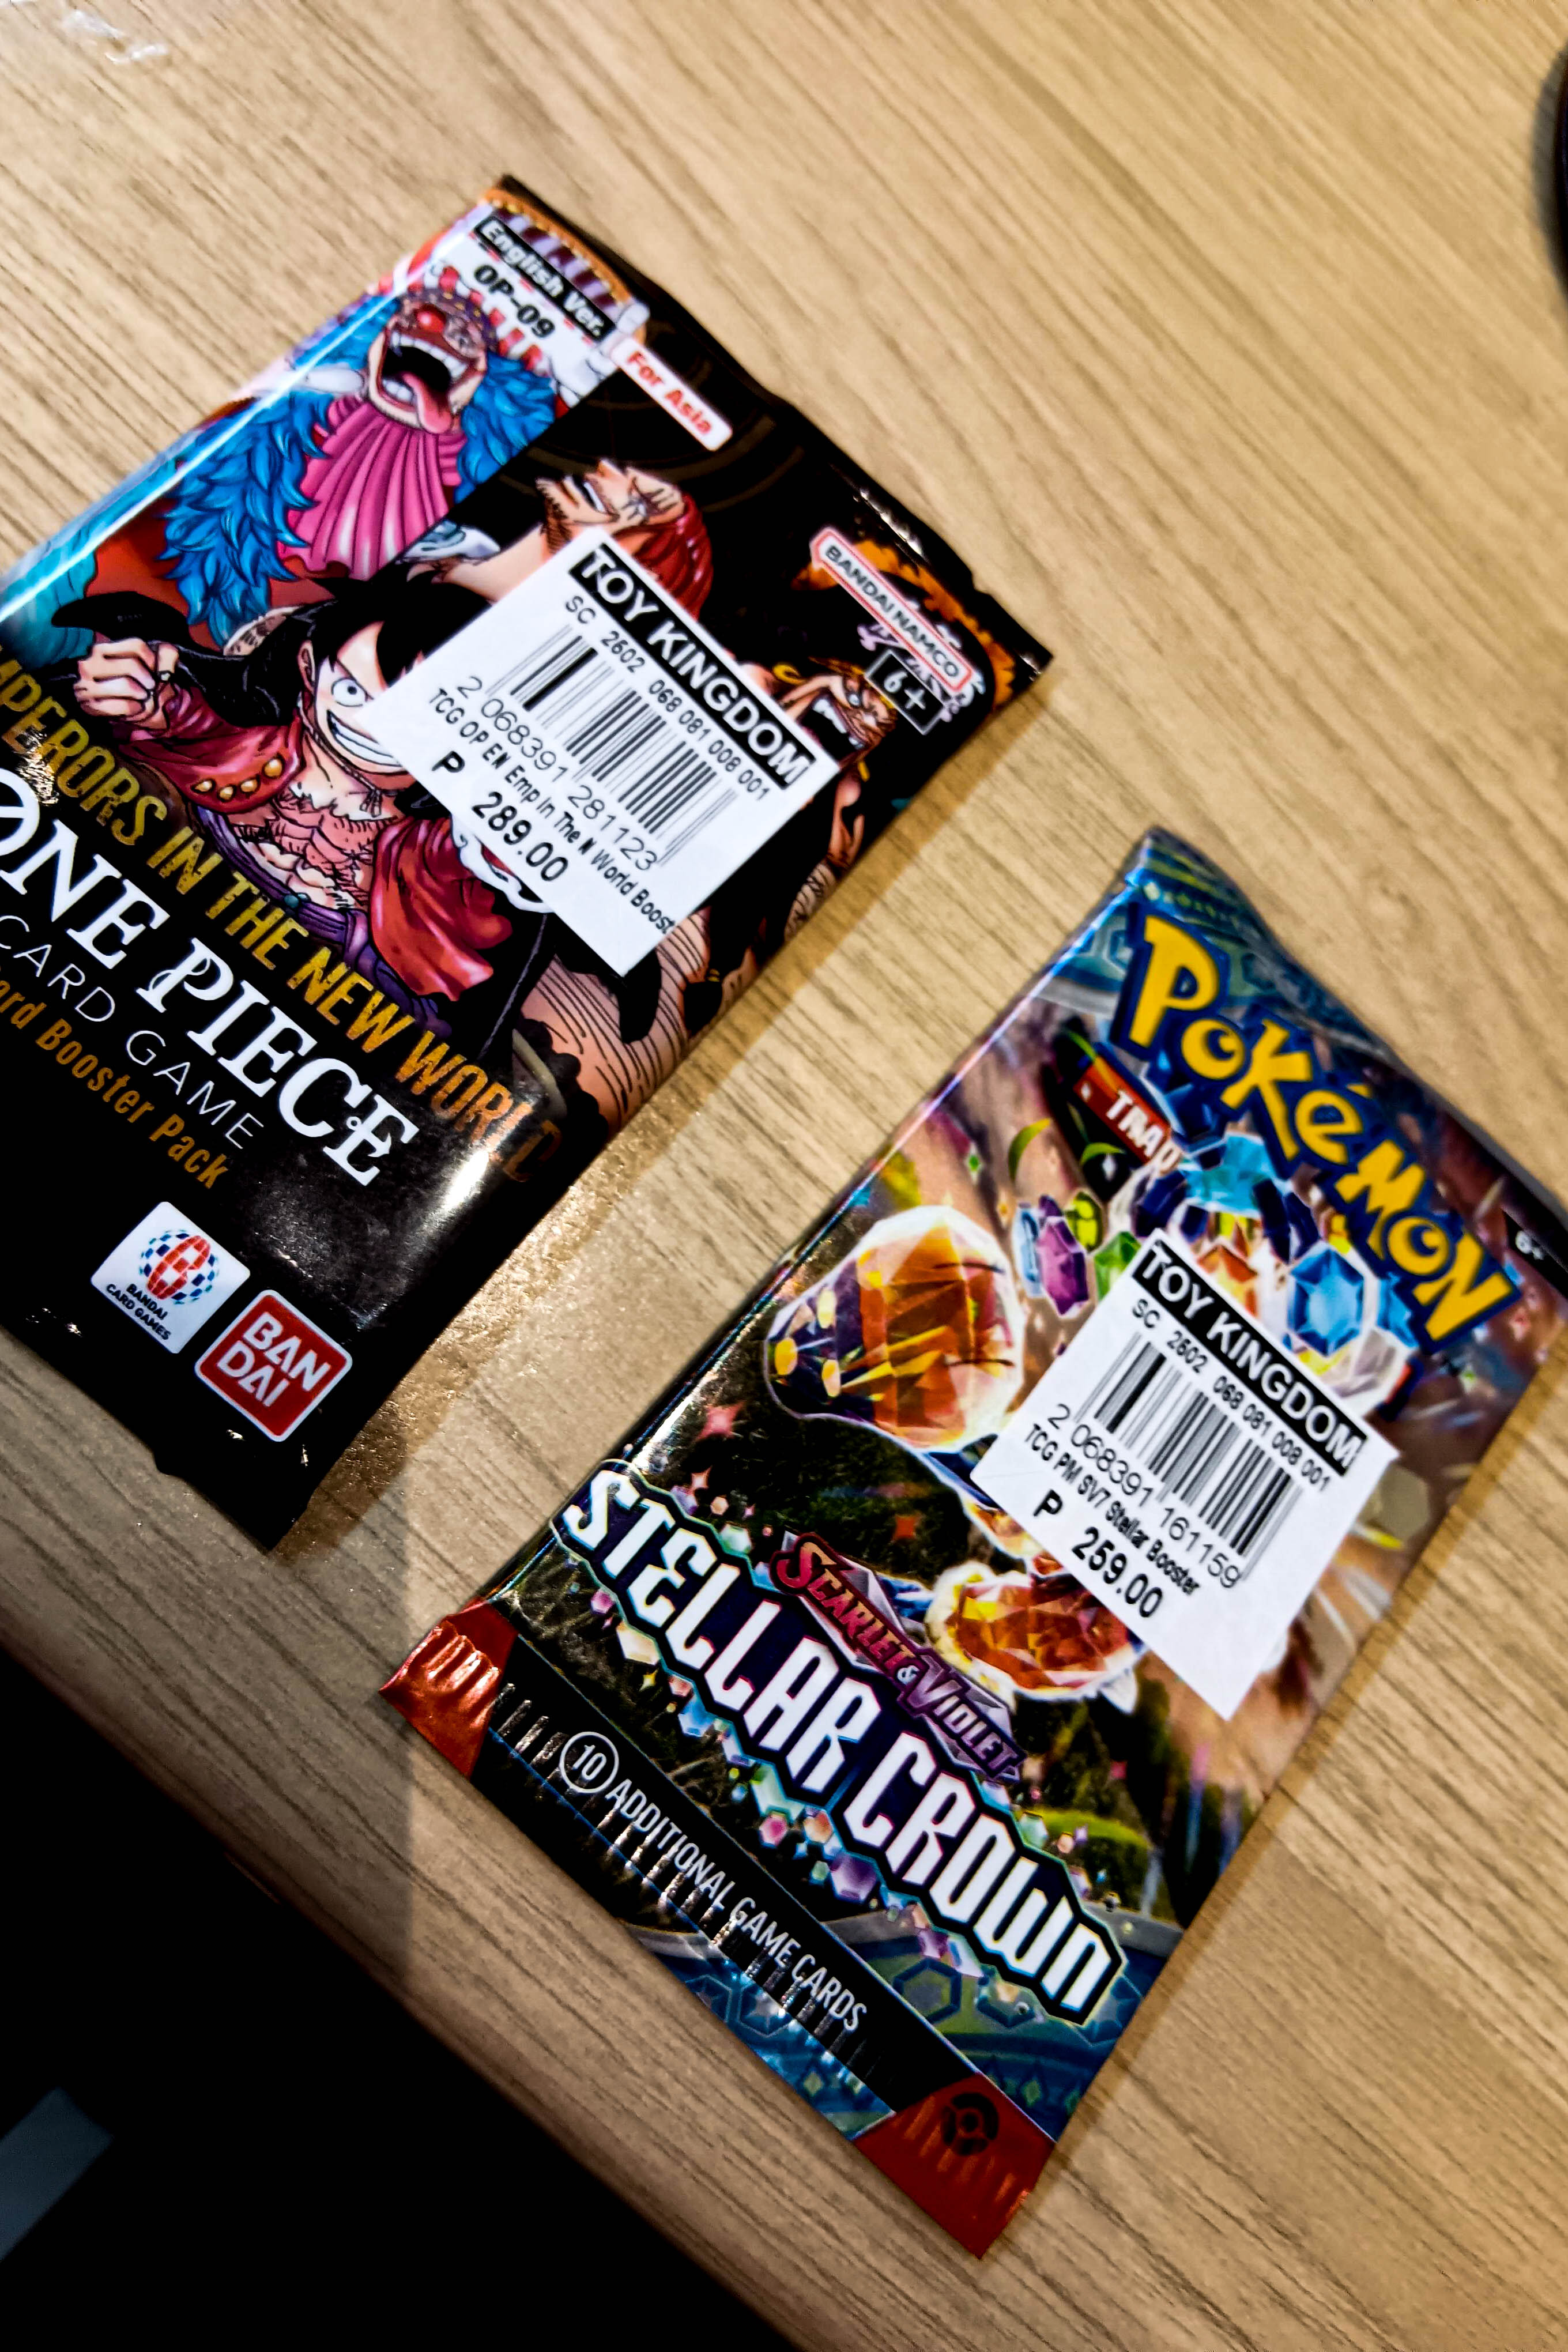 English Ver.
OP-09
For Asia
BANDAI NAMCO
6+
TOY KINGDOM
SC 2602 068 081 008 001
2 068391 281123
TCG OP EN Emp In The N World Boost
P 289.00
MPERORS IN THE NEW WORLD
ONE PIECE
CARD GAME
ard Booster Pack
BANDAI
CARD GAMES
BAN
DAI
POKéMON
TRAD
6+
TOY KINGDOM
SC 2602 068 081 008 001
2 068391 161159
TCG PM SV7 Stellar Booster
P 259.00
SCARLET & VIOLET
STELLAR CROWN
10 ADDITIONAL GAME CARDS